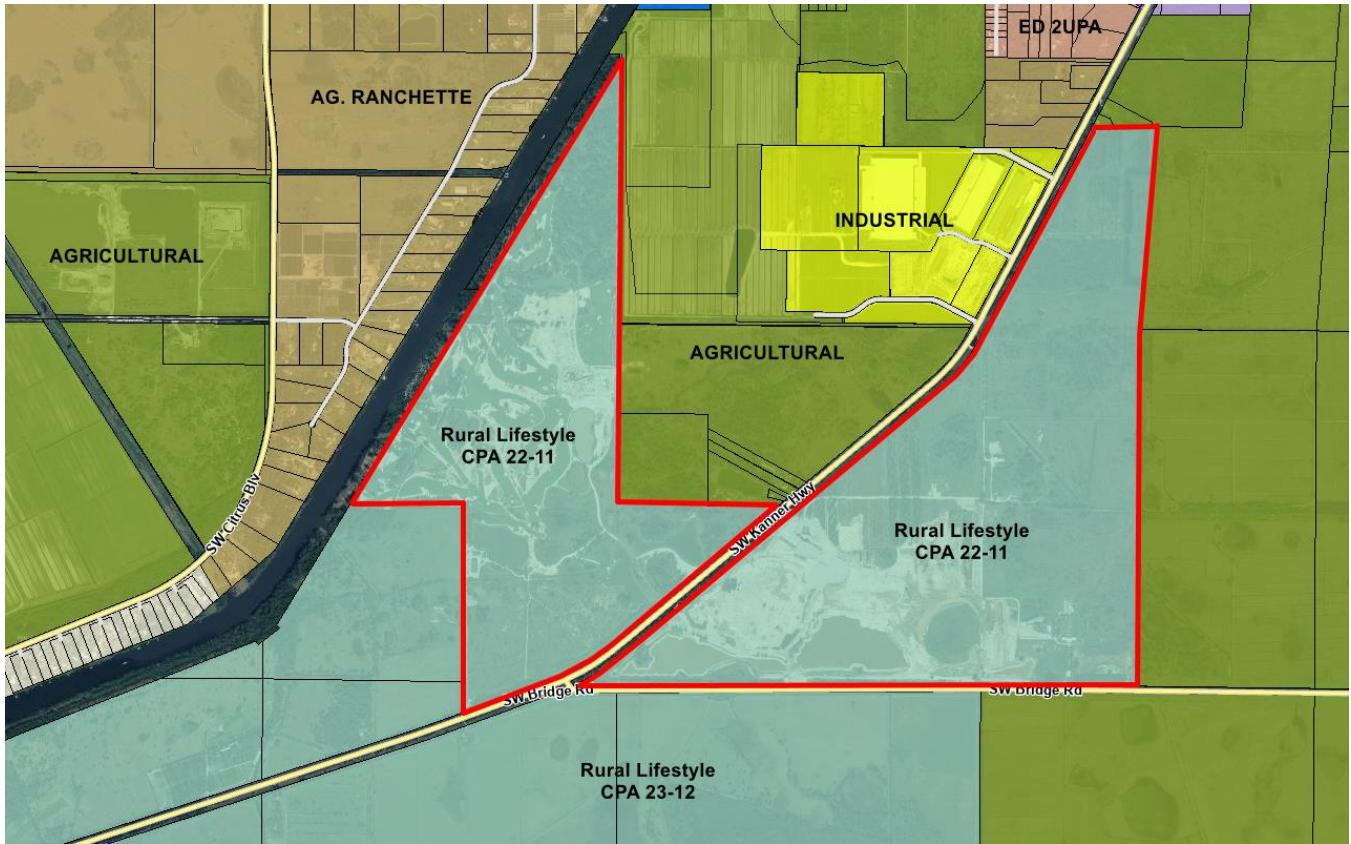 ED 2UPA
AG. RANCHETTE
INDUSTRIAL
AGRICULTURAL
AGRICULTURAL
Rural Lifestyle
CPA 22-11
SW Citrus Blv
SW Kanner Hwy
Rural Lifestyle
CPA 22-11
SW Bridge Rd
SW Bridge Rd
Rural Lifestyle
CPA 23-12